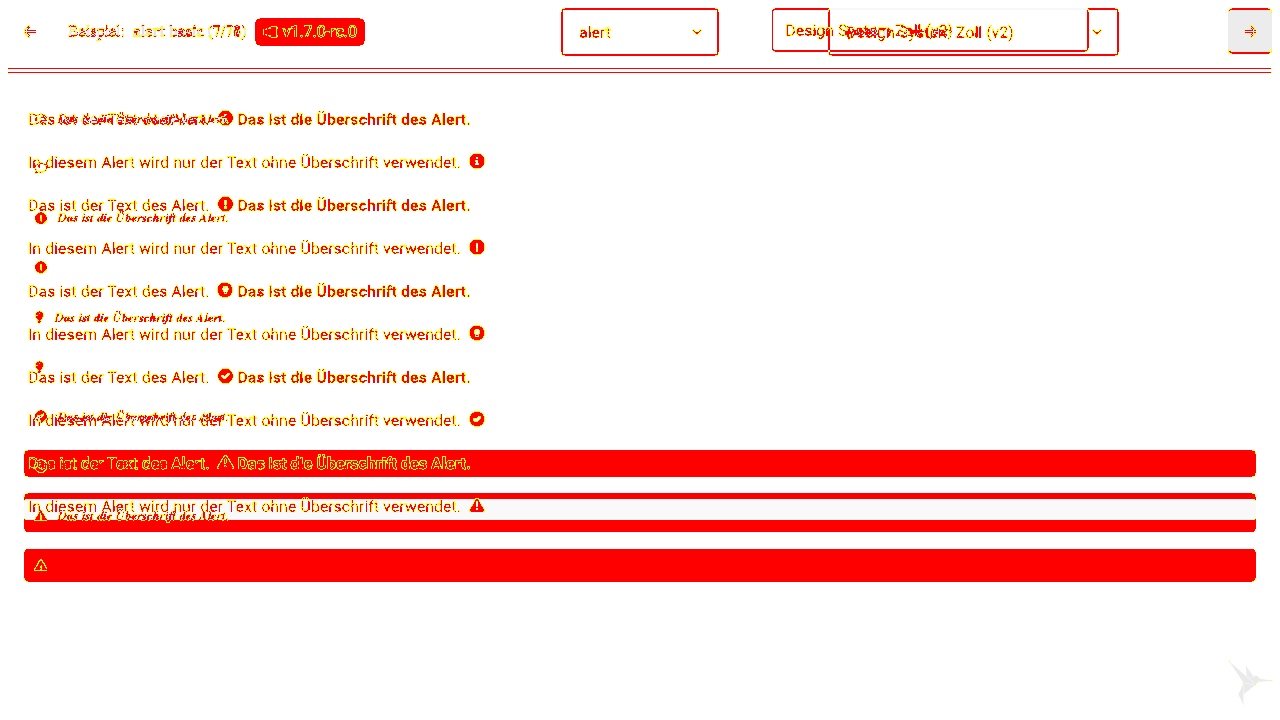 Beispiel: alert basic (7/78) v1.7.0-rc.0
alert
Design System Zoll (v2)
Design System Zoll (v2)
Das ist der Text des Alert. Das ist die Überschrift des Alert.
In diesem Alert wird nur der Text ohne Überschrift verwendet.
Das ist der Text des Alert. Das ist die Überschrift des Alert.
Das ist die Überschrift des Alert.
In diesem Alert wird nur der Text ohne Überschrift verwendet.
Das ist der Text des Alert. Das ist die Überschrift des Alert.
Das ist die Überschrift des Alert.
In diesem Alert wird nur der Text ohne Überschrift verwendet.
Das ist der Text des Alert. Das ist die Überschrift des Alert.
In diesem Alert wird nur der Text ohne Überschrift verwendet.
Das ist der Text des Alert. Das ist die Überschrift des Alert.
In diesem Alert wird nur der Text ohne Überschrift verwendet.
Das ist die Überschrift des Alert.